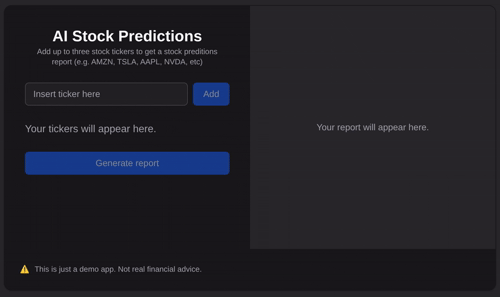 AI Stock Predictions
Add up to three stock tickers to get a stock preditions
report (e.g. AMZN, TSLA, AAPL, NVDA, etc)
Insert ticker here
Add
Your tickers will appear here.
Generate report
Your report will appear here.
⚠️ This is just a demo app. Not real financial advice.